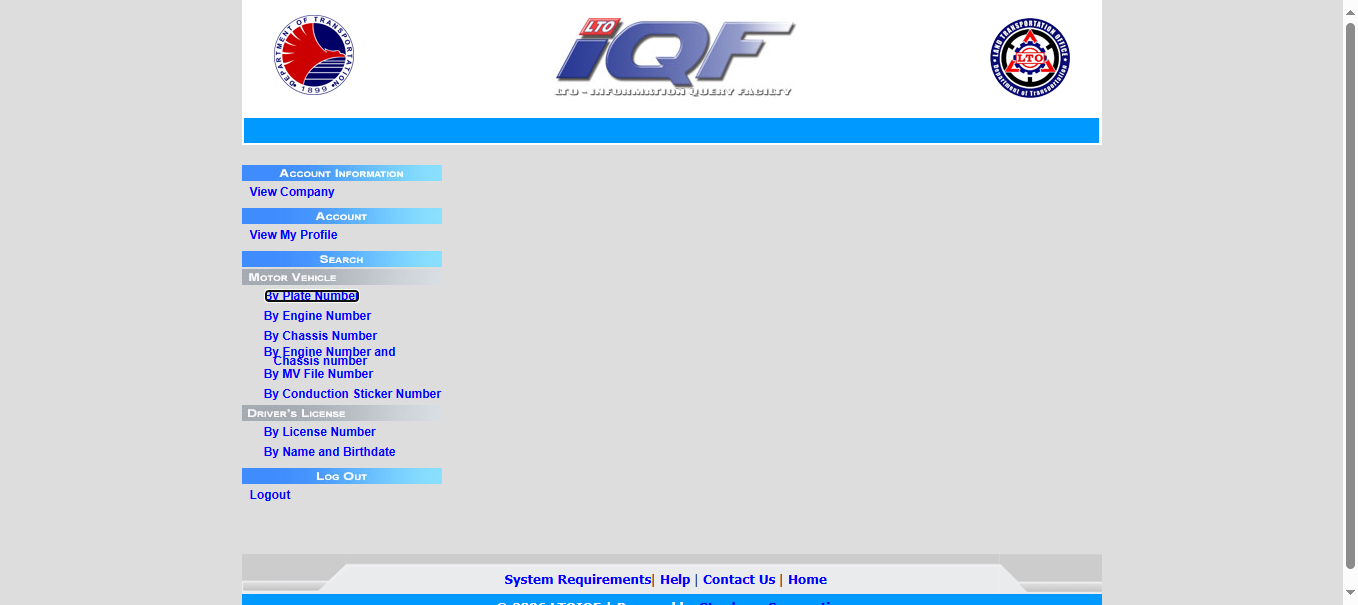 DEPARTMENT OF TRANSPORTATION
1899
LTO
iQF
LTO - INFORMATION QUERY FACILTY
LAND TRANSPORTATION OFFICE
LTO
Department of Transportation
Account Information
View Company
Account
View My Profile
Search
Motor Vehicle
By Plate Number
By Engine Number
By Chassis Number
By Engine Number and
Chassis number
By MV File Number
By Conduction Sticker Number
Driver's License
By License Number
By Name and Birthdate
Log Out
Logout
System Requirements| Help | Contact Us | Home